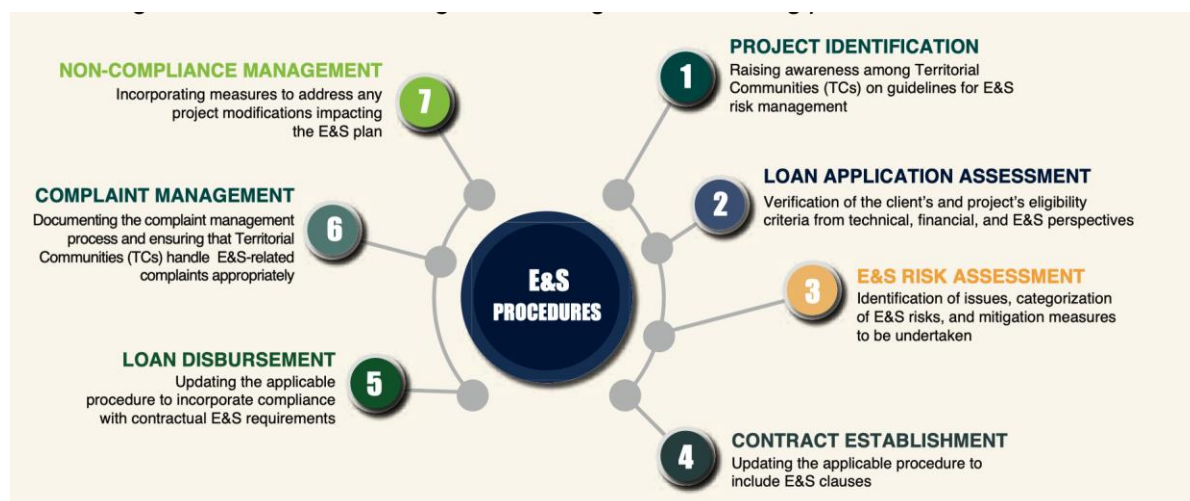 1
PROJECT IDENTIFICATION
Raising awareness among Territorial
Communities (TCs) on guidelines for E&S
risk management
2
LOAN APPLICATION ASSESSMENT
Verification of the client's and project's eligibility
criteria from technical, financial, and E&S perspectives
3
E&S RISK ASSESSMENT
Identification of issues, categorization
of E&S risks, and mitigation measures
to be undertaken
4
CONTRACT ESTABLISHMENT
Updating the applicable procedure to
include E&S clauses
5
LOAN DISBURSEMENT
Updating the applicable
procedure to incorporate compliance
with contractual E&S requirements
6
COMPLAINT MANAGEMENT
Documenting the complaint management
process and ensuring that Territorial
Communities (TCs) handle E&S-related
complaints appropriately
7
NON-COMPLIANCE MANAGEMENT
Incorporating measures to address any
project modifications impacting
the E&S plan
E&S
PROCEDURES